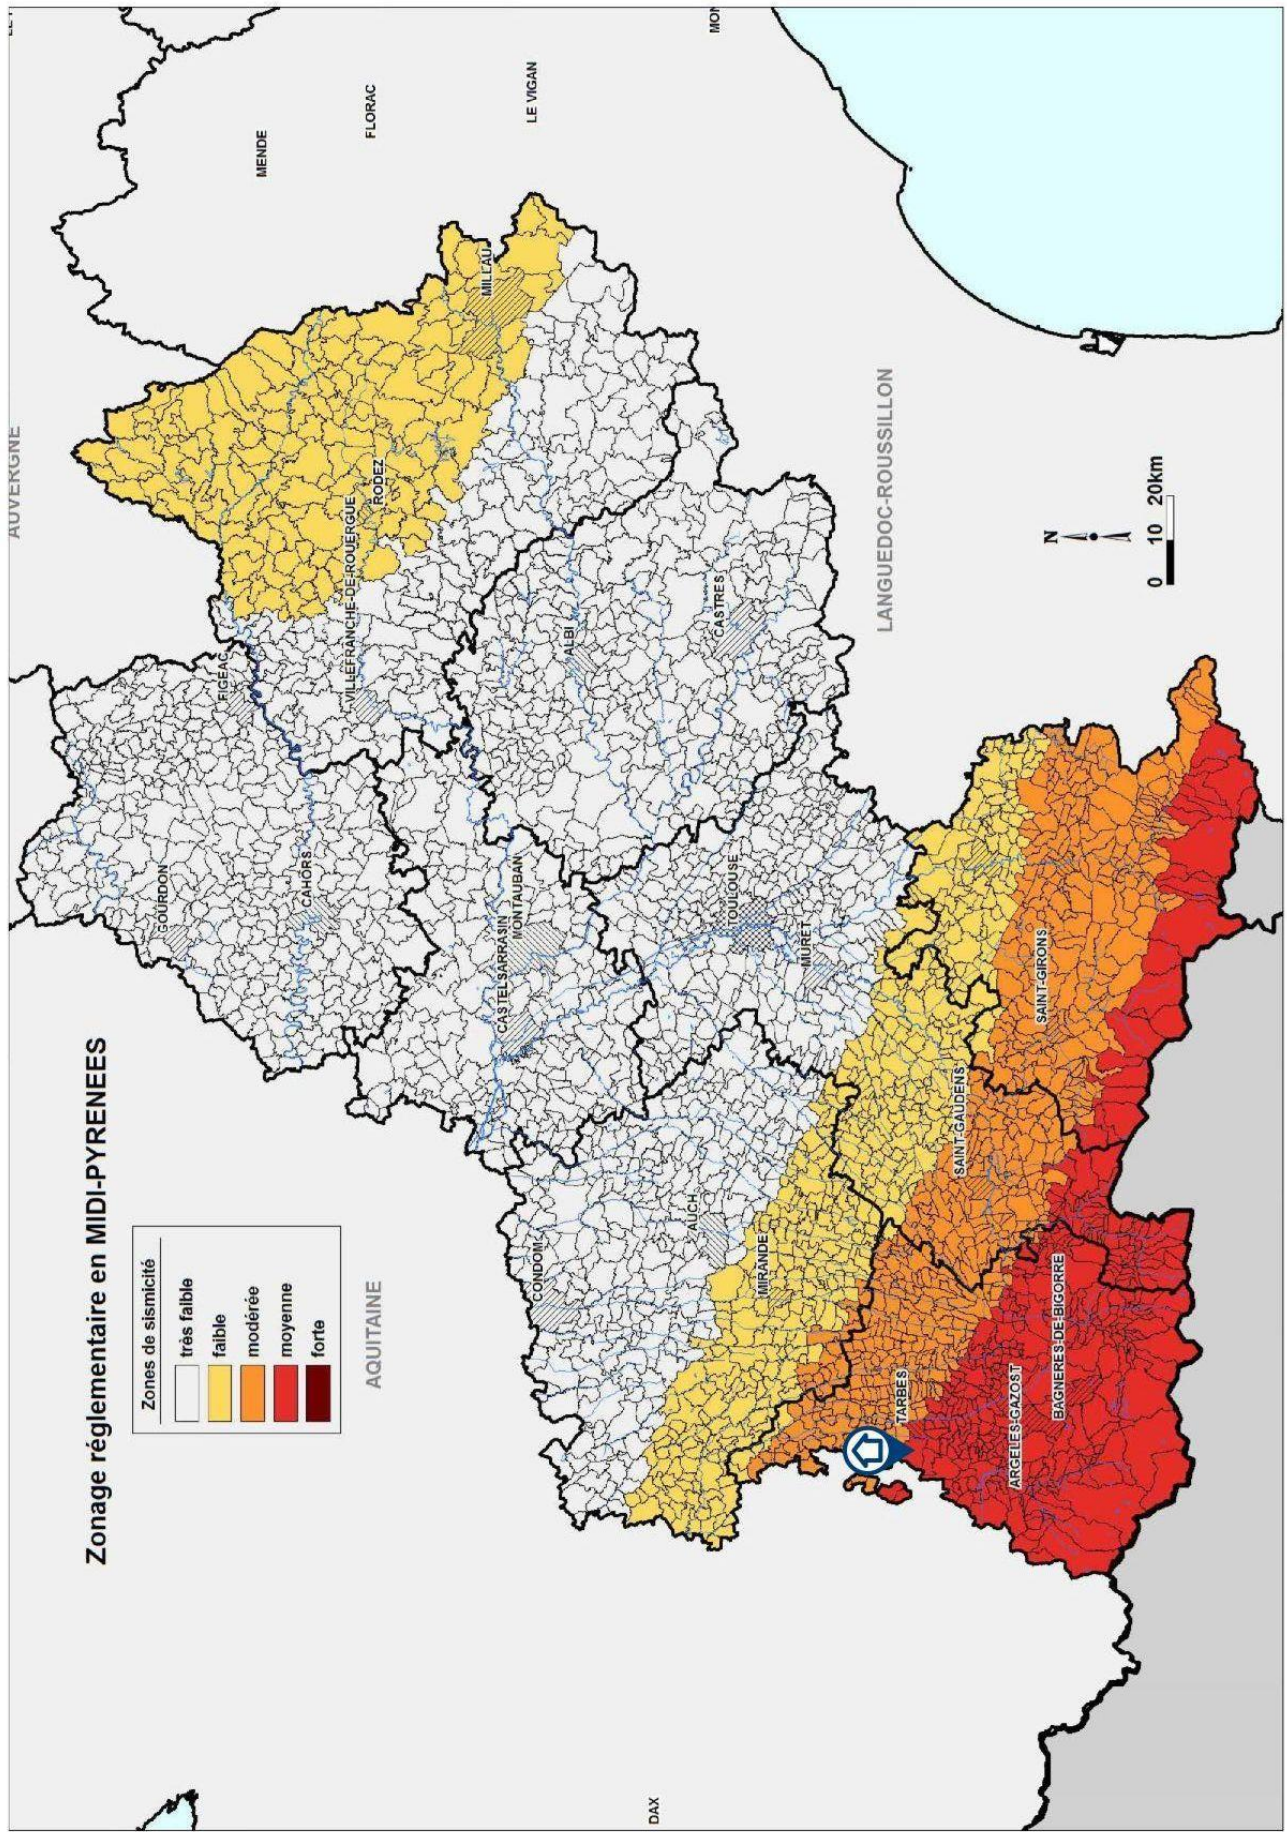 Zonage réglementaire en MIDI-PYRENEES
Zones de sismicité
très faible
faible
modérée
moyenne
forte
AUVERGNE
AQUITAINE
LANGUEDOC-ROUSSILLON
MENDE
FLORAC
LE VIGAN
MON
DAX
GOURDON
FIGEAC
CAHORS
VILLEFRANCHE-DE-ROUERGUE
RODEZ
MILLAU
CASTELSARRASIN
MONTAUBAN
ALBI
CASTRES
CONDOM
AUCH
MIRANDE
TOULOUSE
MURET
TARBES
SAINT-GAUDENS
SAINT-GIRONS
ARGELES-GAZOST
BAGNERES-DE-BIGORRE
N
0 10 20km